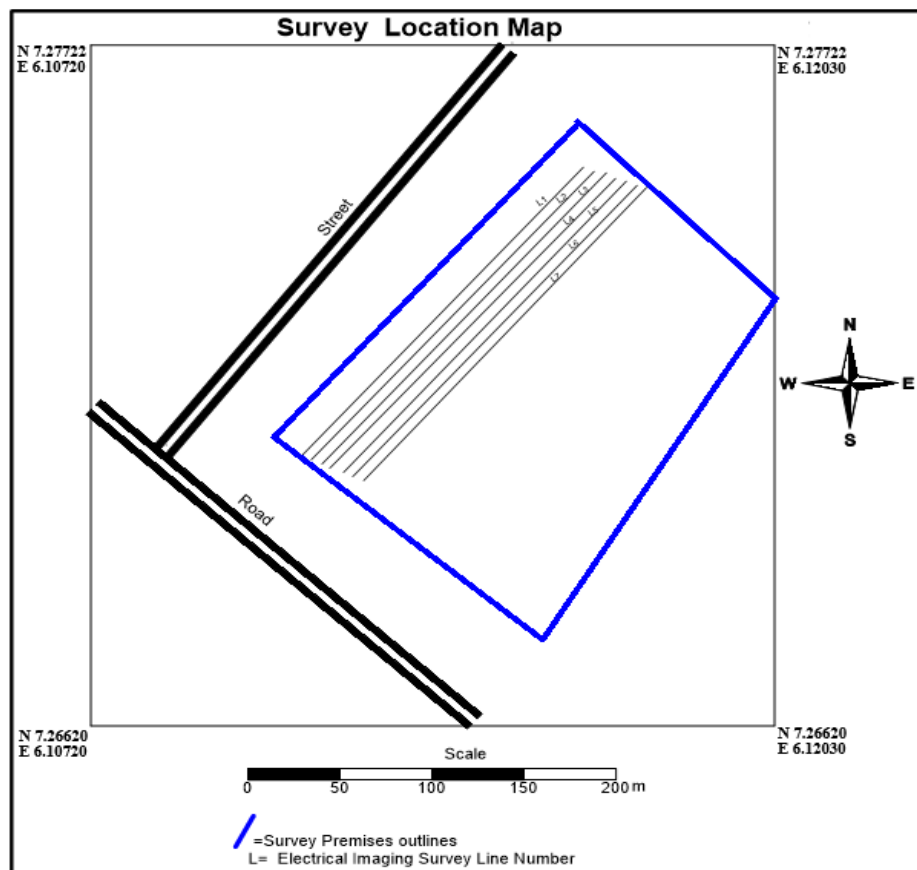 Survey Location Map
N 7.27722
E 6.10720
N 7.27722
E 6.12030
Street
L1
L2
L3
L4
L5
L6
L7
N
W
E
S
Road
N 7.26620
E 6.10720
N 7.26620
E 6.12030
Scale
0 50 100 150 200 m
=Survey Premises outlines
L= Electrical Imaging Survey Line Number